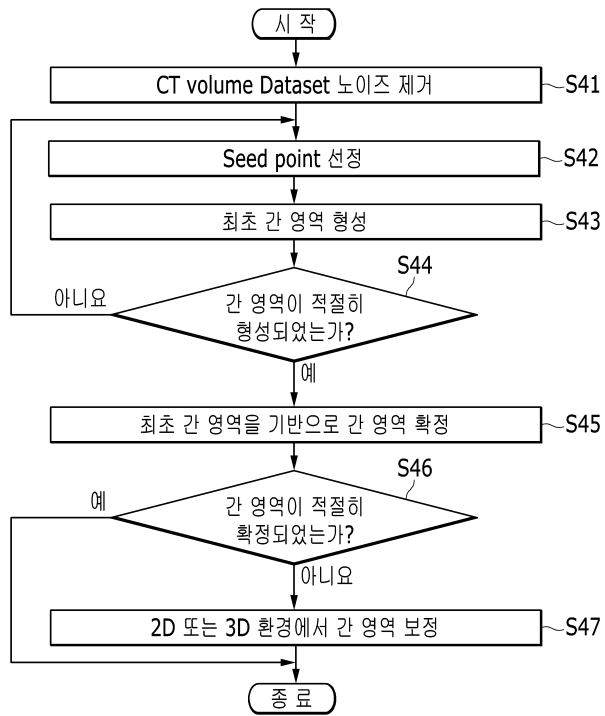 시 작
CT volume Dataset 노이즈 제거
S41
Seed point 선정
S42
최초 간 영역 형성
S43
S44
간 영역이 적절히
형성되었는가?
아니요
예
최초 간 영역을 기반으로 간 영역 확정
S45
S46
간 영역이 적절히
확정되었는가?
예
아니요
2D 또는 3D 환경에서 간 영역 보정
S47
종 료